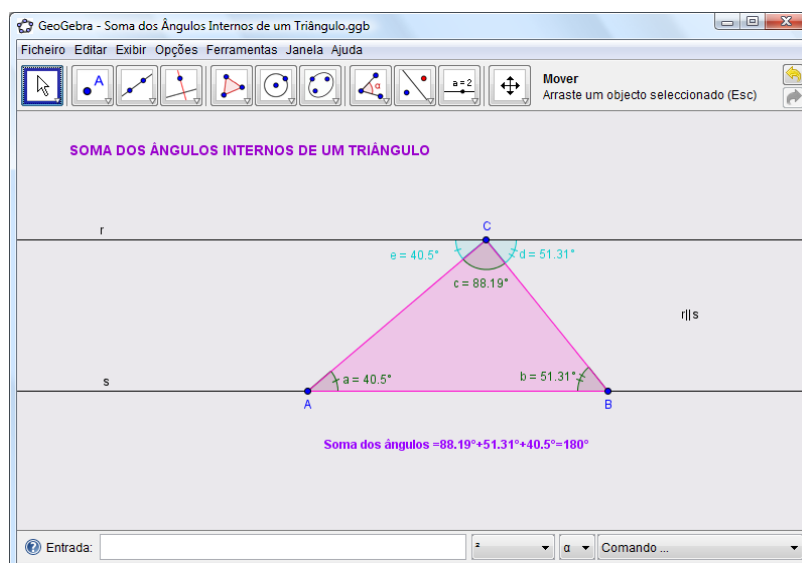 GeoGebra - Soma dos Ângulos Internos de um Triângulo.ggb
Ficheiro Editar Exibir Opções Ferramentas Janela Ajuda
A
α
a = 2
Mover
Arraste um objecto seleccionado (Esc)
SOMA DOS ÂNGULOS INTERNOS DE UM TRIÂNGULO
r
C
e = 40.5°
d = 51.31°
c = 88.19°
r||s
s
a = 40.5°
b = 51.31°
A
B
Soma dos ângulos =88.19°+51.31°+40.5°=180°
Entrada:
²
α
Comando ...